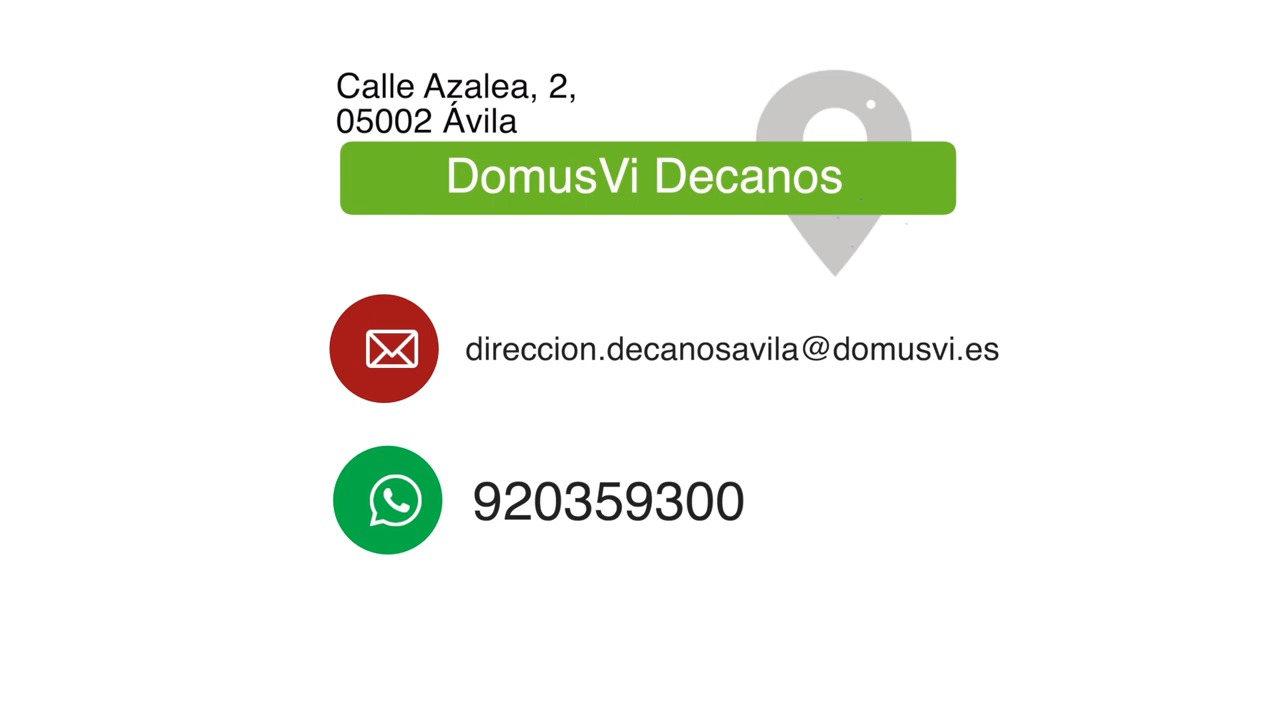 Calle Azalea, 2,
05002 Ávila
DomusVi Decanos
direccion.decanosavila@domusvi.es
920359300